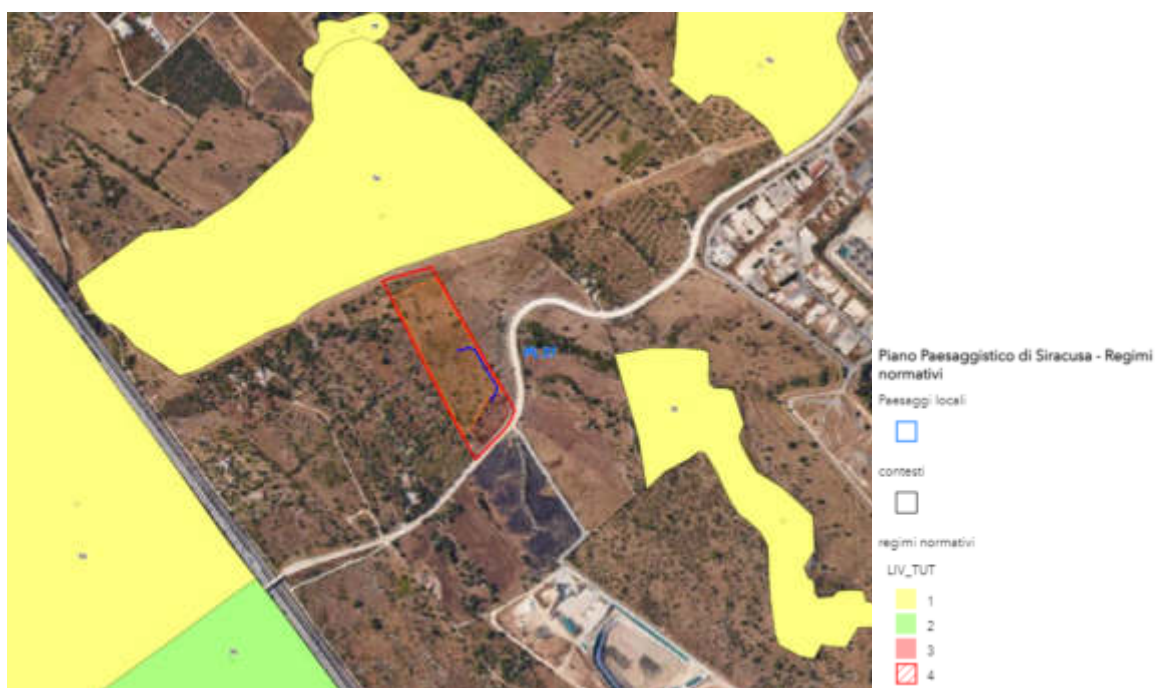 Piano Paesaggistico di Siracusa - Regimi
normativi
Paesaggi locali
contesti
regimi normativi
LIV_TUT
1
2
3
4